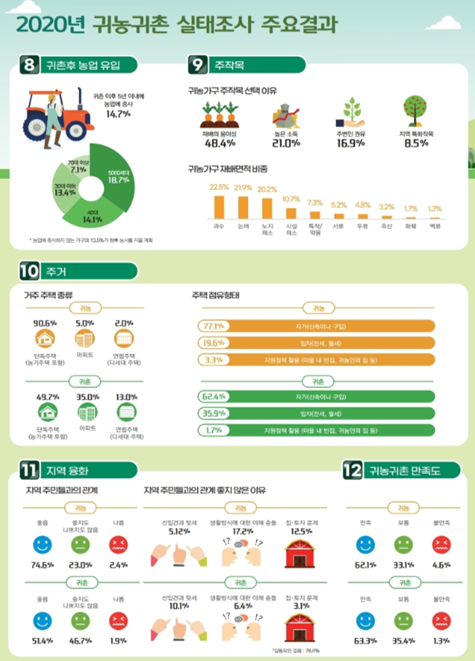 2020년 귀농귀촌 실태조사 주요결과
8 귀촌후 농업 유입
귀촌 이후 5년 이내에
농업에 종사
14.7%
70대 이상
7.1%
5060세대
18.7%
30대 이하
13.4%
40대
14.1%
* 농업에 종사하지 않는 가구의 13.5%가 향후 농사를 지을 계획
9 주작목
귀농가구 주작목 선택 이유
재배의 용이성
48.4%
높은 소득
21.0%
주변인 권유
16.9%
지역 특화작목
8.5%
귀농가구 재배면적 비중
22.5% 21.9% 20.2% 10.7% 7.3% 5.2% 4.8% 3.2% 1.7% 1.3%
과수 논벼 노지 채소 시설 채소 특작/약용 서류 두류 축산 화훼
10 주거
거주 주택 종류
귀농
90.6% 5.0% 2.0%
단독주택 아파트 연립주택
(농가주택 포함) (다세대 주택)
귀촌
49.7% 35.0% 13.0%
단독주택 아파트 연립주택
(농가주택 포함) (다세대 주택)
주택 점유형태
귀농
77.1% 자가(신축이나 구입)
19.6% 임차(전세, 월세)
3.3% 지원정책 활용 (마을 내 빈집, 귀농인의 집 등)
귀촌
62.4% 자가(신축이나 구입)
35.9% 임차(전세, 월세)
1.7% 지원정책 활용 (마을 내 빈집, 귀농인의 집 등)
11 지역 융화
지역 주민들과의 관계
귀농
좋음 좋지도 나쁘지도 않음 나쁨
74.6% 23.0% 2.4%
귀촌
좋음 좋지도 나쁘지도 않음 나쁨
51.4% 46.7% 1.9%
지역 주민들과의 관계 좋지 않은 이유
귀농
선입견과 텃세 생활방식에 대한 이해 충돌 집·토지 문제
5.12% 17.2% 12.5%
!? !?
귀촌
선입견과 텃세 생활방식에 대한 이해 충돌 집·토지 문제
10.1% 6.4% 3.1%
!? !?
12 귀농귀촌 만족도
귀농
만족 보통 불만족
62.1% 33.1% 4.6%
귀촌
만족 보통 불만족
63.3% 35.4% 1.3%